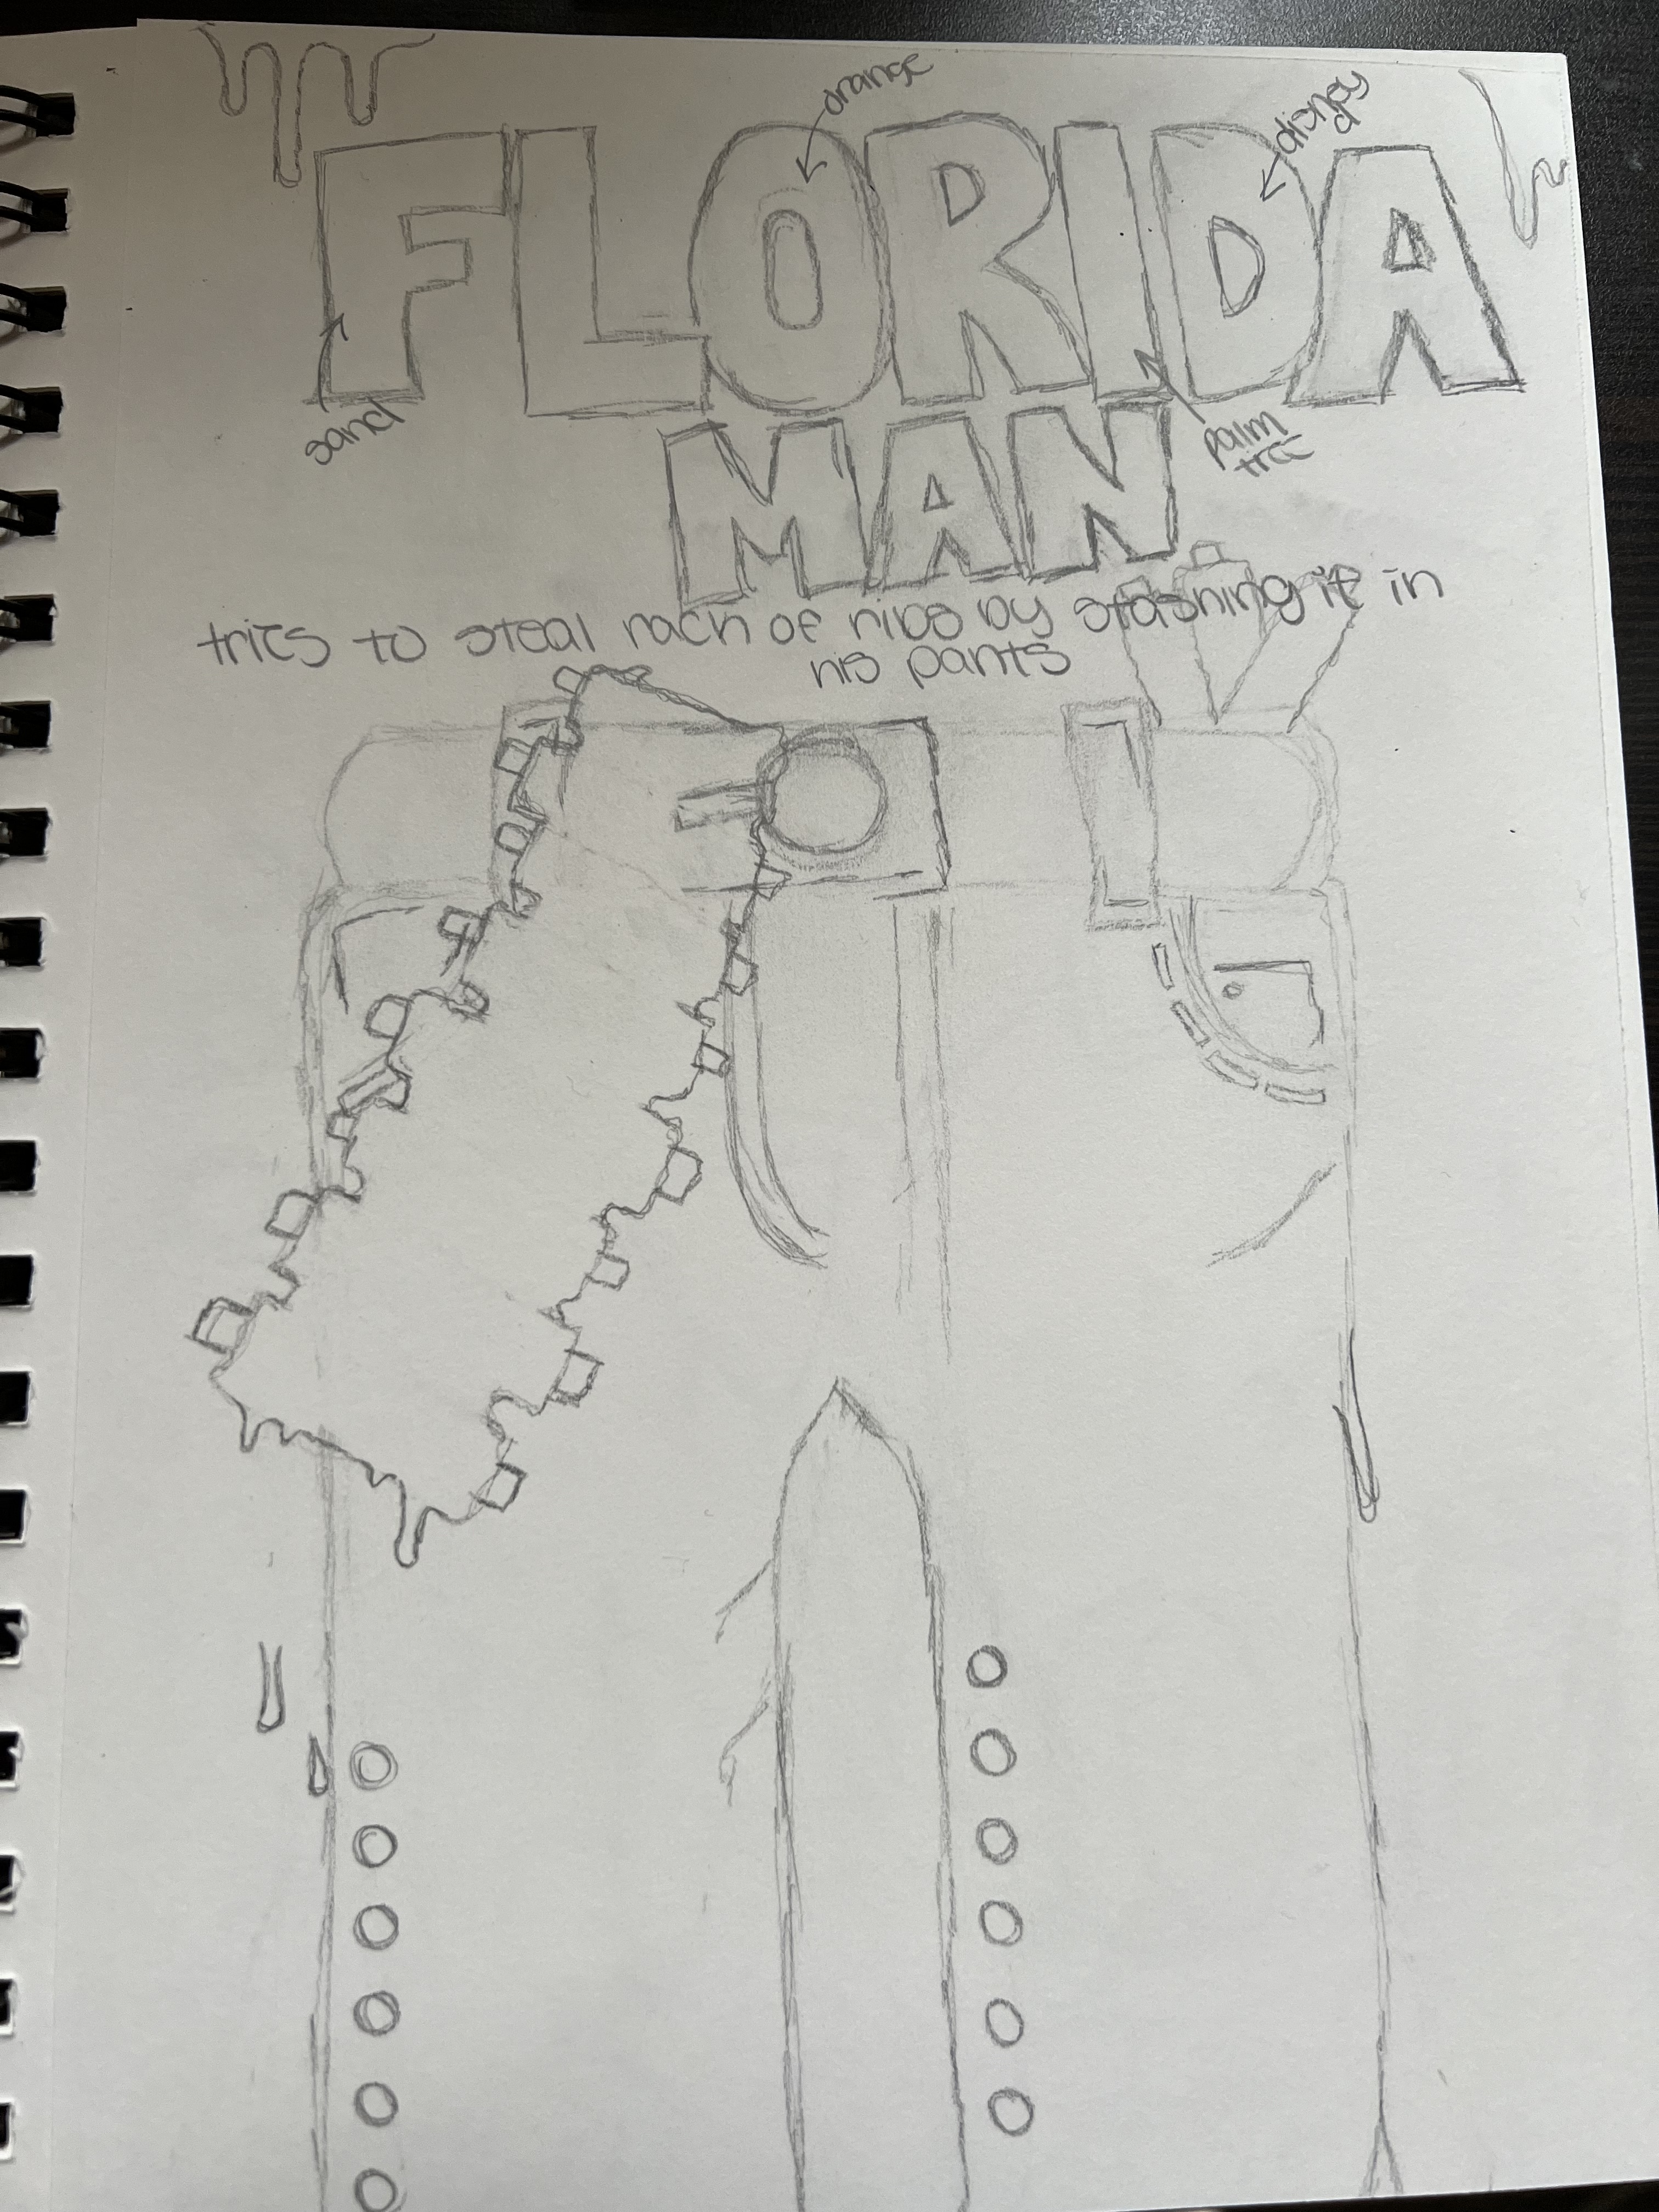 orange
disney
FLORIDA
sand
palm
tree
MAN
tries to steal rack of ribs by stashing it in
his pants